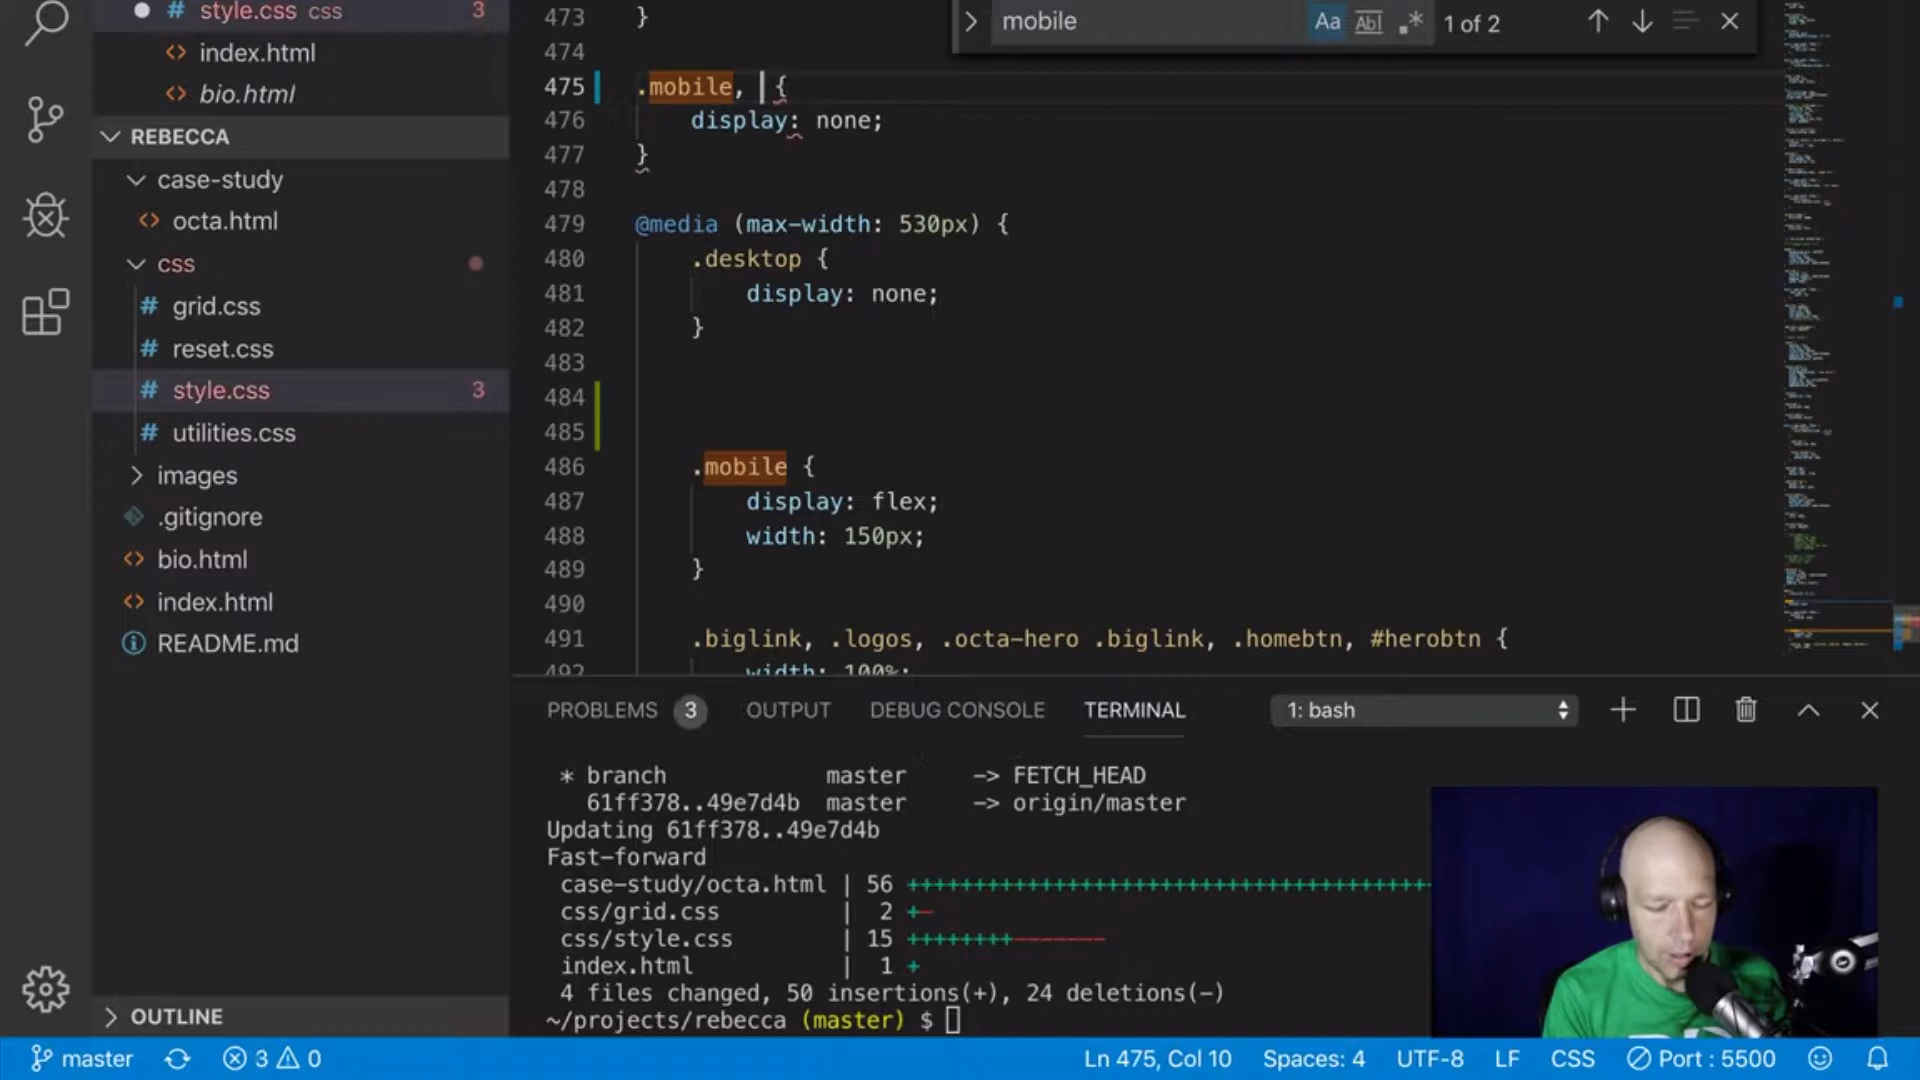 style.css css 3
index.html
bio.html
REBECCA
case-study
octa.html
css
grid.css
reset.css
style.css 3
utilities.css
images
.gitignore
bio.html
index.html
README.md
OUTLINE
mobile Aa Abl .* 1 of 2
473 }
474
475 .mobile, {
476 display: none;
477 }
478
479 @media (max-width: 530px) {
480 .desktop {
481 display: none;
482 }
483
484
485
486 .mobile {
487 display: flex;
488 width: 150px;
489 }
490
491 .biglink, .logos, .octa-hero .biglink, .homebtn, #herobtn {
492 width: 100%;
PROBLEMS 3 OUTPUT DEBUG CONSOLE TERMINAL 1: bash
* branch master -> FETCH_HEAD
61ff378..49e7d4b master -> origin/master
Updating 61ff378..49e7d4b
Fast-forward
case-study/octa.html | 56 +++++++++++++++++++++++++++++++++++++++
css/grid.css | 2 +-
css/style.css | 15 ++++++++-------
index.html | 1 +
4 files changed, 50 insertions(+), 24 deletions(-)
~/projects/rebecca (master) $
master 3 0 Ln 475, Col 10 Spaces: 4 UTF-8 LF CSS Port : 5500